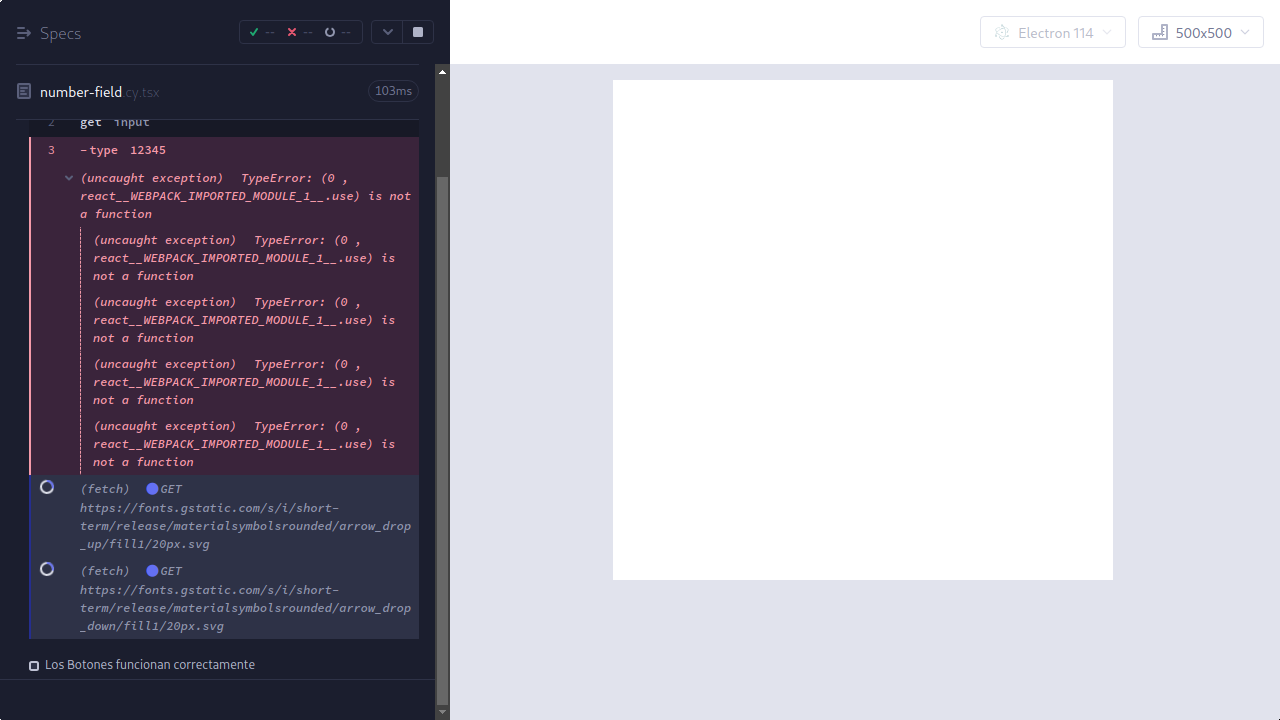 Specs
--
--
--
Electron 114
500x500
number-field.cy.tsx
103ms
2 get input
3 -type 12345
(uncaught exception) TypeError: (0 ,
react__WEBPACK_IMPORTED_MODULE_1__.use) is not
a function
(uncaught exception) TypeError: (0 ,
react__WEBPACK_IMPORTED_MODULE_1__.use) is
not a function
(uncaught exception) TypeError: (0 ,
react__WEBPACK_IMPORTED_MODULE_1__.use) is
not a function
(uncaught exception) TypeError: (0 ,
react__WEBPACK_IMPORTED_MODULE_1__.use) is
not a function
(uncaught exception) TypeError: (0 ,
react__WEBPACK_IMPORTED_MODULE_1__.use) is
not a function
(fetch) GET
https://fonts.gstatic.com/s/i/short-
term/release/materialsymbolsrounded/arrow_drop
_up/fill1/20px.svg
(fetch) GET
https://fonts.gstatic.com/s/i/short-
term/release/materialsymbolsrounded/arrow_drop
_down/fill1/20px.svg
Los Botones funcionan correctamente